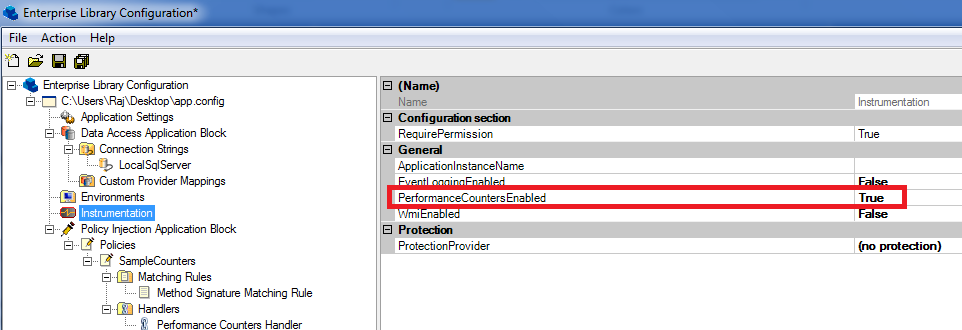 Enterprise Library Configuration*
File Action Help
Enterprise Library Configuration
C:\Users\Raj\Desktop\app.config
Application Settings
Data Access Application Block
Connection Strings
LocalSqlServer
Custom Provider Mappings
Environments
Instrumentation
Policy Injection Application Block
Policies
SampleCounters
Matching Rules
Method Signature Matching Rule
Handlers
Performance Counters Handler
(Name)
Name Instrumentation
Configuration section
RequirePermission True
General
ApplicationInstanceName
EventLoggingEnabled False
PerformanceCountersEnabled True
WmiEnabled False
Protection
ProtectionProvider (no protection)